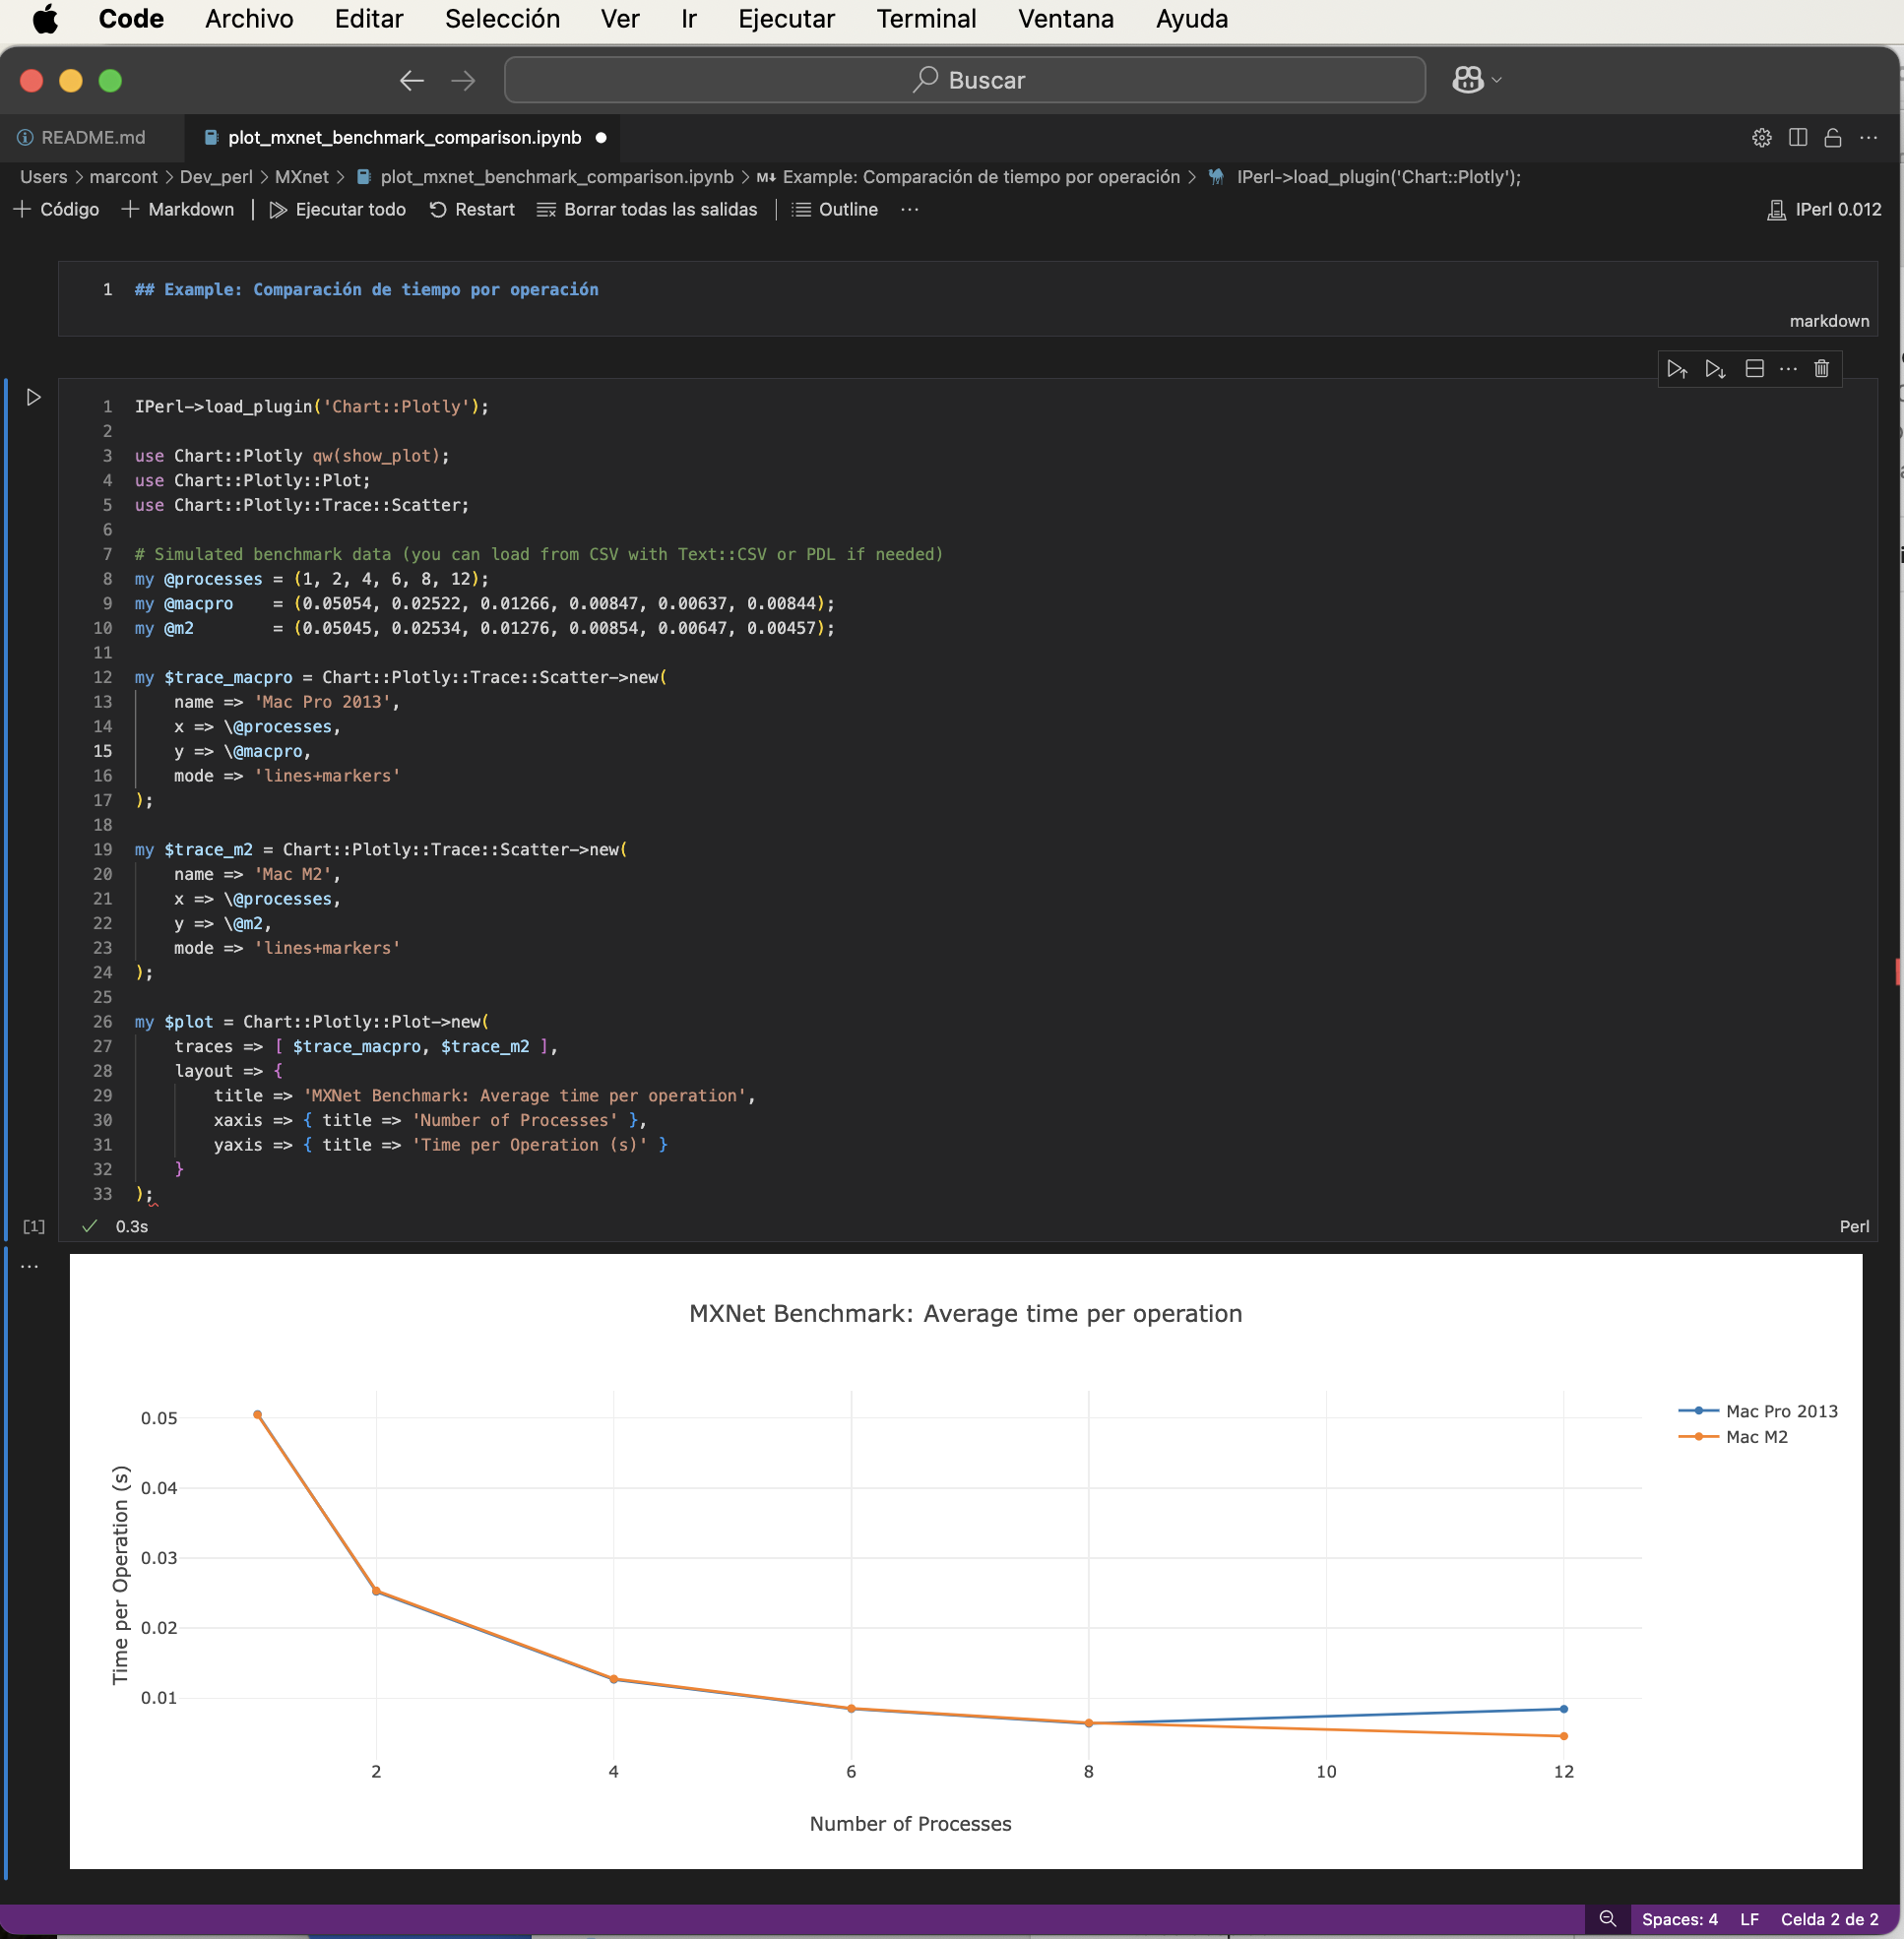 Code Archivo Editar Selección Ver Ir Ejecutar Terminal Ventana Ayuda
Buscar
README.md plot_mxnet_benchmark_comparison.ipynb
Users > marcont > Dev_perl > MXnet > plot_mxnet_benchmark_comparison.ipynb > M↓ Example: Comparación de tiempo por operación > IPerl->load_plugin('Chart::Plotly');
+ Código + Markdown | Ejecutar todo Restart Borrar todas las salidas | Outline ... IPerl 0.012
1 ## Example: Comparación de tiempo por operación
markdown
1 IPerl->load_plugin('Chart::Plotly');
2
3 use Chart::Plotly qw(show_plot);
4 use Chart::Plotly::Plot;
5 use Chart::Plotly::Trace::Scatter;
6
7 # Simulated benchmark data (you can load from CSV with Text::CSV or PDL if needed)
8 my @processes = (1, 2, 4, 6, 8, 12);
9 my @macpro    = (0.05054, 0.02522, 0.01266, 0.00847, 0.00637, 0.00844);
10 my @m2        = (0.05045, 0.02534, 0.01276, 0.00854, 0.00647, 0.00457);
11
12 my $trace_macpro = Chart::Plotly::Trace::Scatter->new(
13     name => 'Mac Pro 2013',
14     x => \@processes,
15     y => \@macpro,
16     mode => 'lines+markers'
17 );
18
19 my $trace_m2 = Chart::Plotly::Trace::Scatter->new(
20     name => 'Mac M2',
21     x => \@processes,
22     y => \@m2,
23     mode => 'lines+markers'
24 );
25
26 my $plot = Chart::Plotly::Plot->new(
27     traces => [ $trace_macpro, $trace_m2 ],
28     layout => {
29         title => 'MXNet Benchmark: Average time per operation',
30         xaxis => { title => 'Number of Processes' },
31         yaxis => { title => 'Time per Operation (s)' }
32     }
33 );
[1] ✓ 0.3s Perl
...
MXNet Benchmark: Average time per operation
Mac Pro 2013
Mac M2
Time per Operation (s)
0.05
0.04
0.03
0.02
0.01
2 4 6 8 10 12
Number of Processes
Spaces: 4 LF Celda 2 de 2